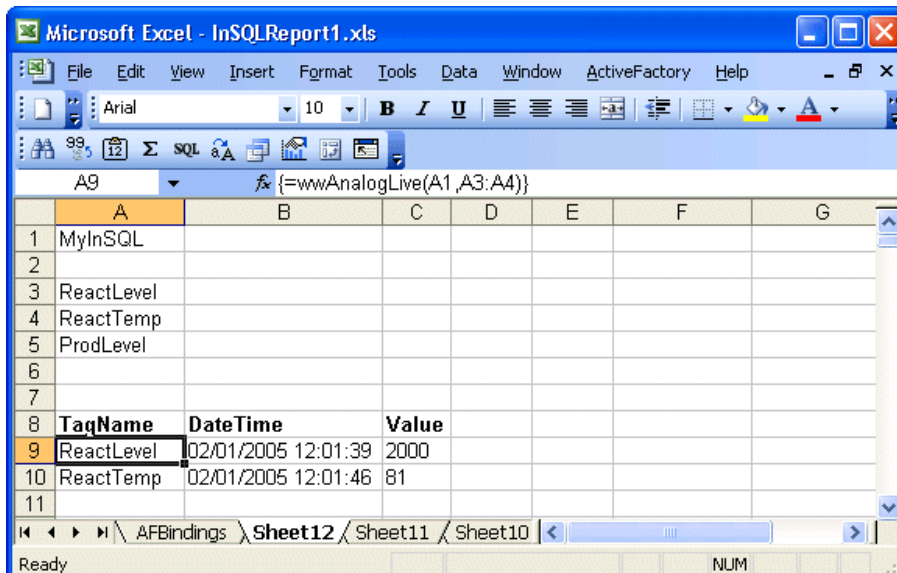 Microsoft Excel - InSQLReport1.xls
File Edit View Insert Format Tools Data Window ActiveFactory Help
Arial 10 B I U A
99 5 12 Σ SQL
A9 fx {=wwAnalogLive(A1,A3:A4)}
A B C D E F G
1 MyInSQL
2
3 ReactLevel
4 ReactTemp
5 ProdLevel
6
7
8 TagName DateTime Value
9 ReactLevel 02/01/2005 12:01:39 2000
10 ReactTemp 02/01/2005 12:01:46 81
11
AFBindings Sheet12 Sheet11 Sheet10
Ready NUM